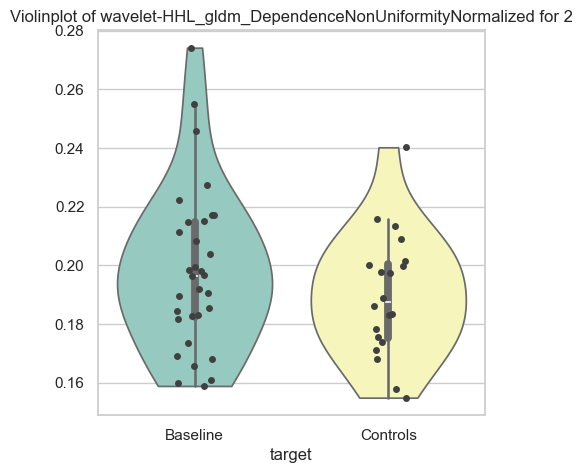 Violinplot of wavelet-HHL_gldm_DependenceNonUniformityNormalized for 2
0.28
0.26
0.24
0.22
0.20
0.18
0.16
Baseline
Controls
target